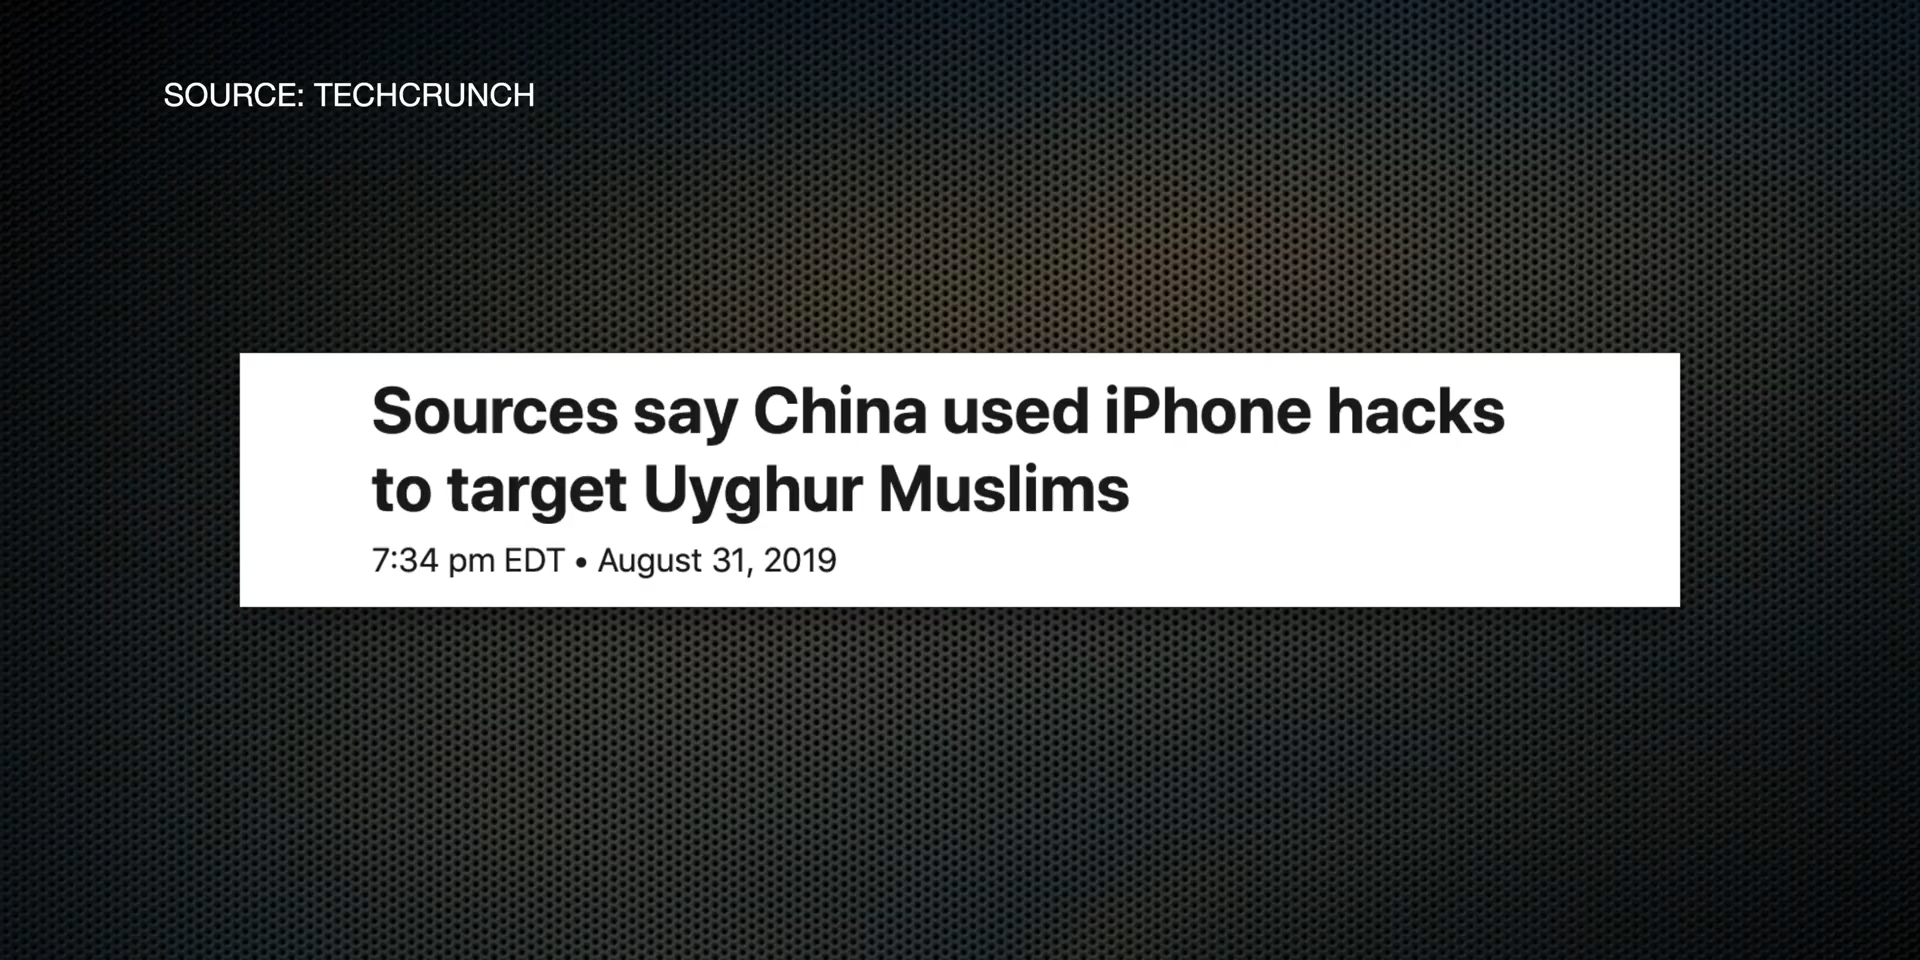 SOURCE: TECHCRUNCH
Sources say China used iPhone hacks
to target Uyghur Muslims
7:34 pm EDT • August 31, 2019